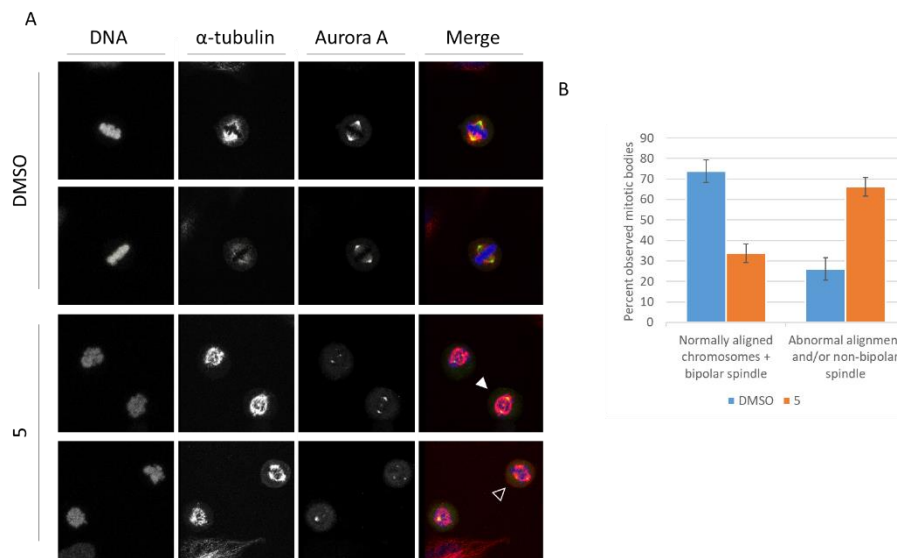 A
DNA
α-tubulin
Aurora A
Merge
DMSO
5
B
Percent observed mitotic bodies
90
80
70
60
50
40
30
20
10
0
Normally aligned
chromosomes +
bipolar spindle
Abnormal alignmen
and/or non-bipolar
spindle
DMSO
5